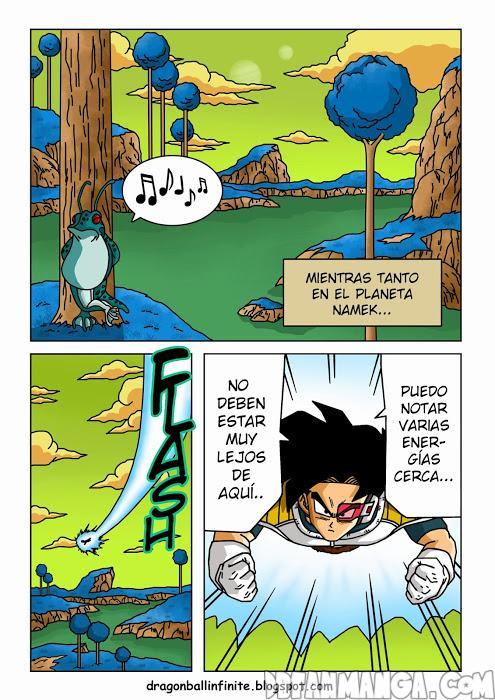 MIENTRAS TANTO
EN EL PLANETA
NAMEK...
FLASH
PUEDO
NOTAR
VARIAS
ENER-
GÍAS
CERCA...
NO
DEBEN
ESTAR
MUY
LEJOS
DE
AQUÍ..
dragonballinfinite.blogspot.com